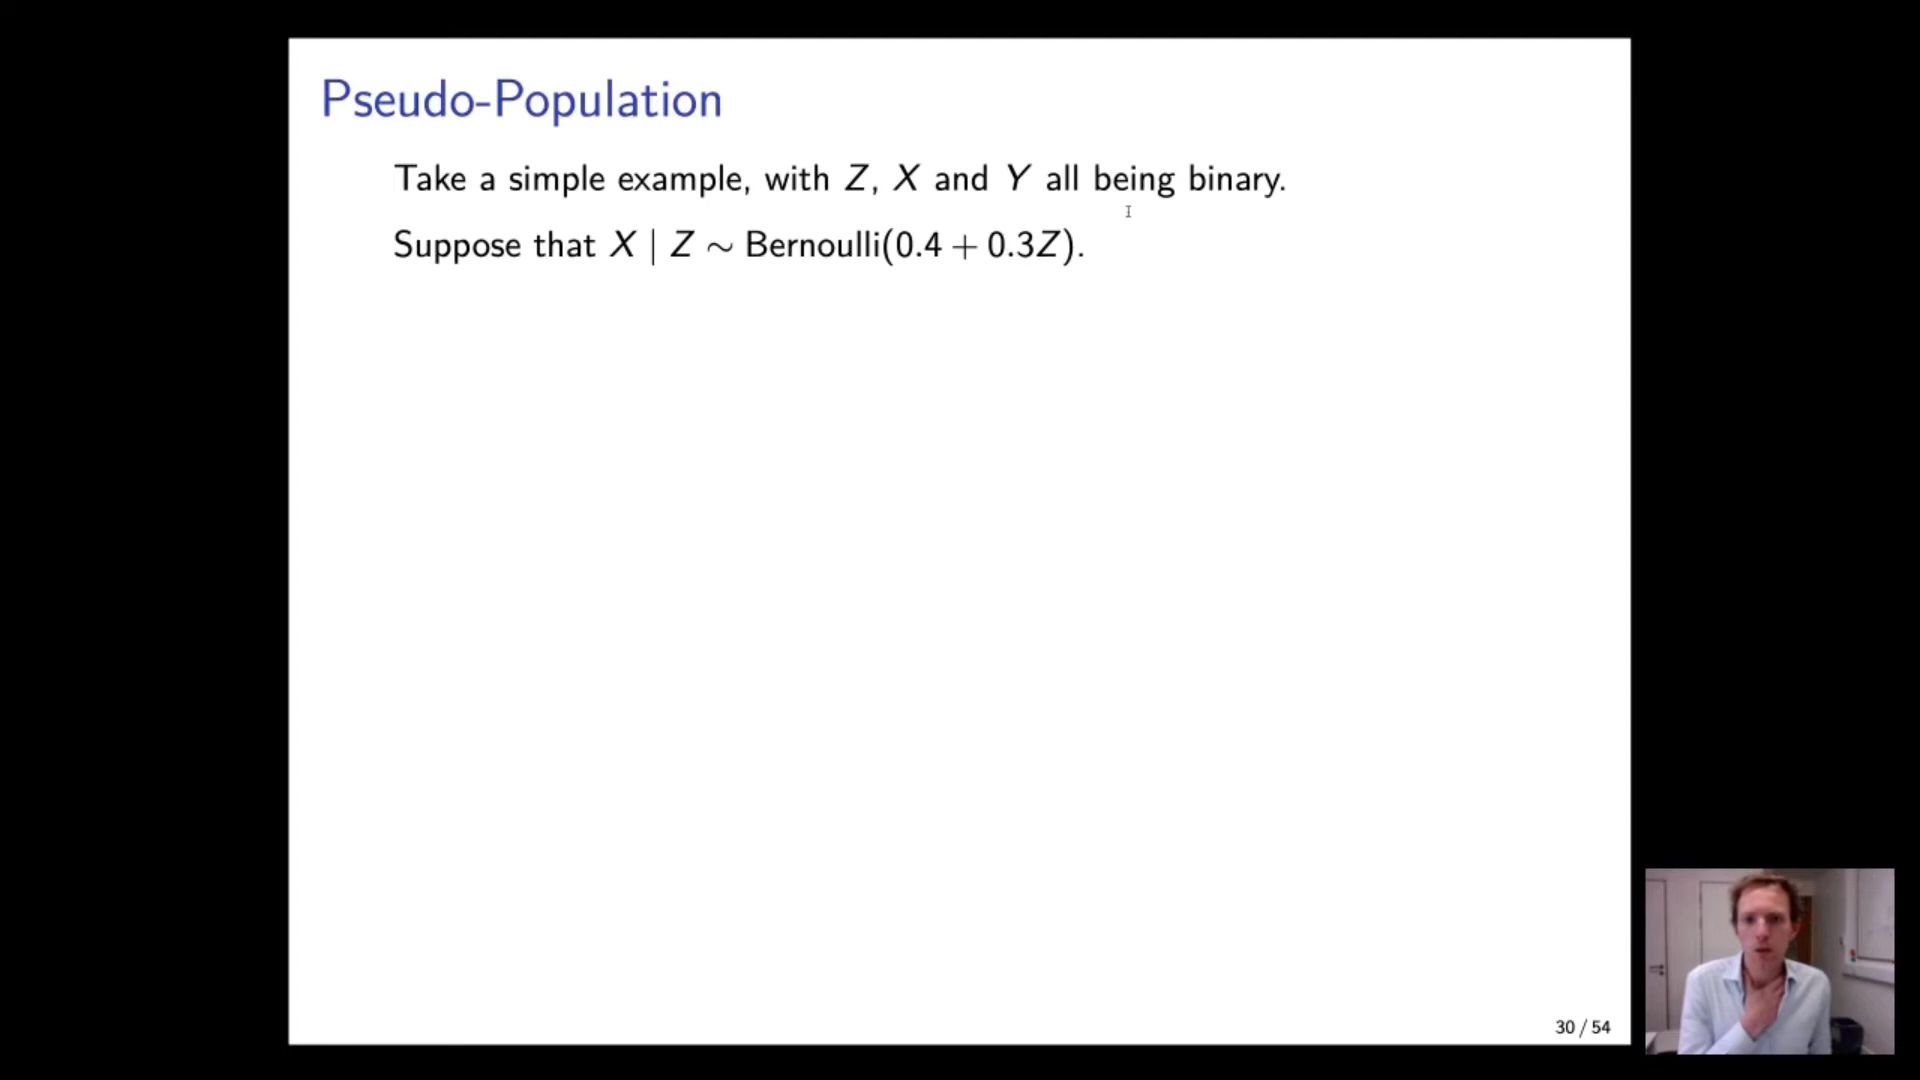 Pseudo-Population
Take a simple example, with Z, X and Y all being binary.
Suppose that X | Z ∼ Bernoulli(0.4 + 0.3Z).
30 / 54